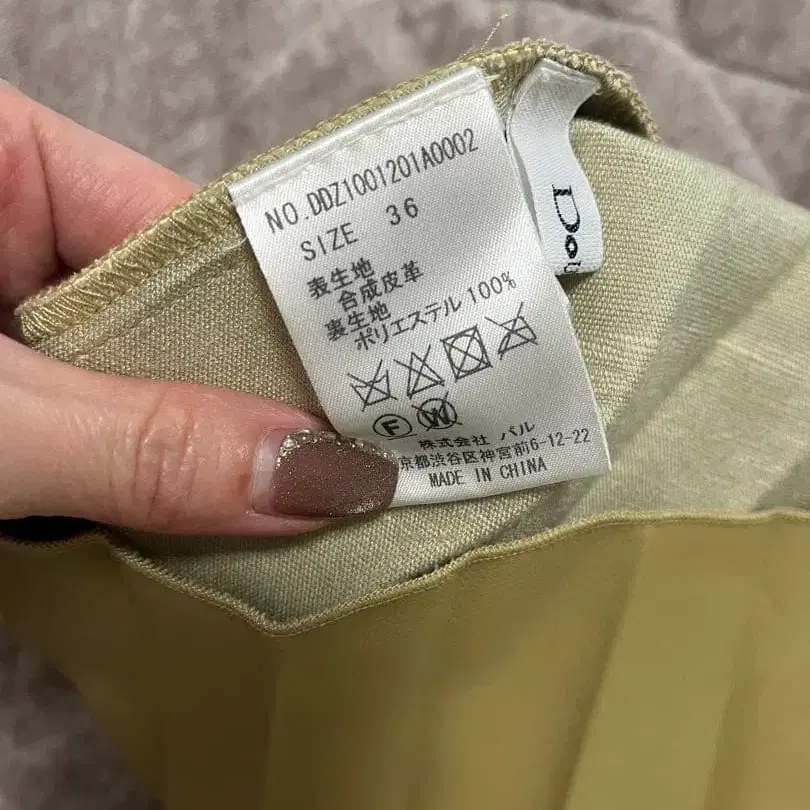 NO.DDZ1001201A0002
SIZE 36
表生地
合成皮革
裏生地
ポリエステル 100%
F W
株式会社 パル
京都渋谷区神宮前6-12-22
MADE IN CHINA
Dou